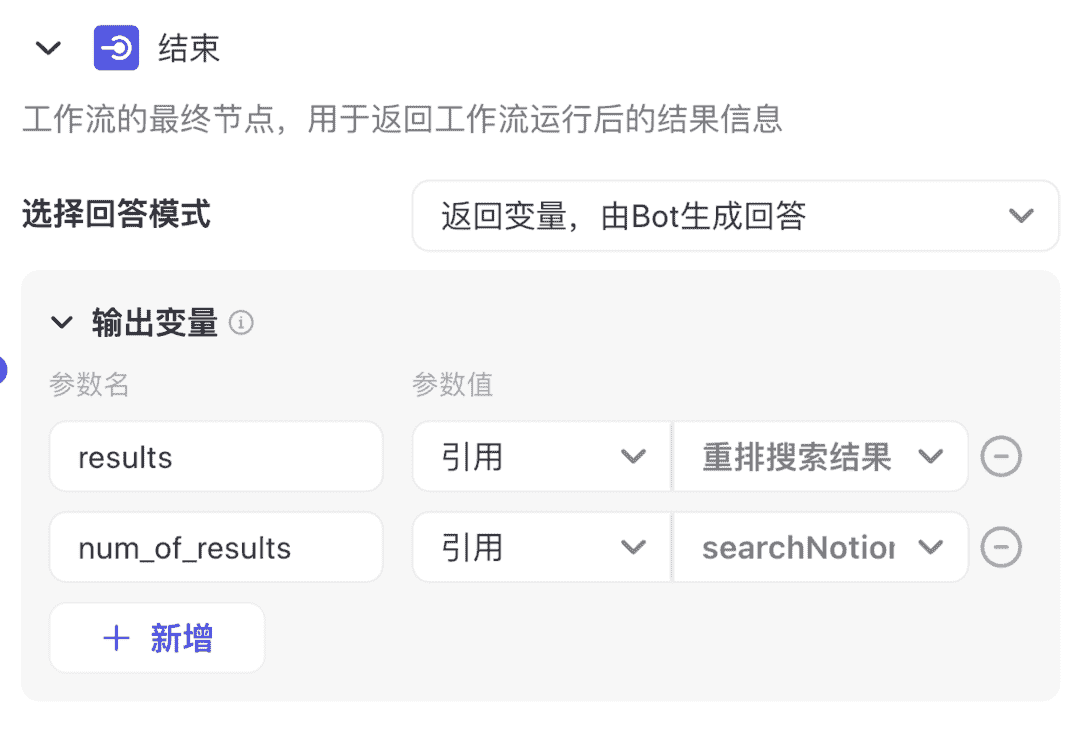 结束
工作流的最终节点，用于返回工作流运行后的结果信息
选择回答模式 返回变量，由Bot生成回答
输出变量
参数名 参数值
results 引用 重排搜索结果
num_of_results 引用 searchNotion
新增